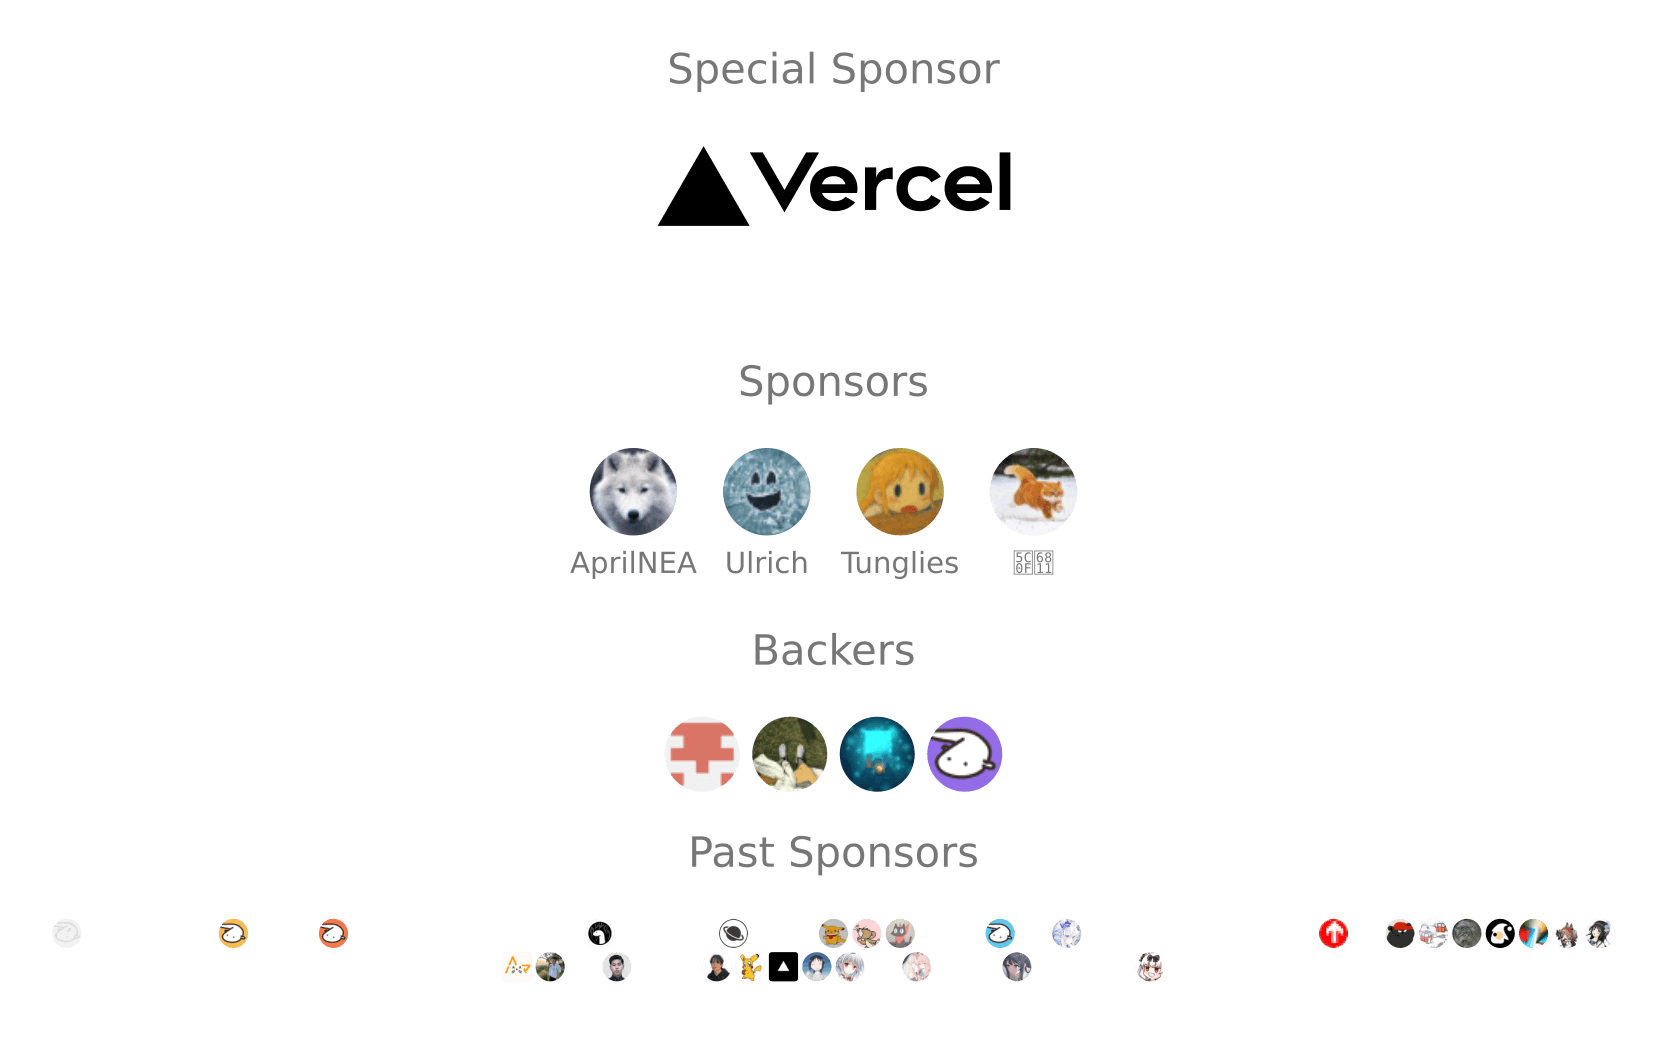 Special Sponsor
Vercel
Sponsors
AprilNEA Ulrich Tunglies
Backers
Past Sponsors